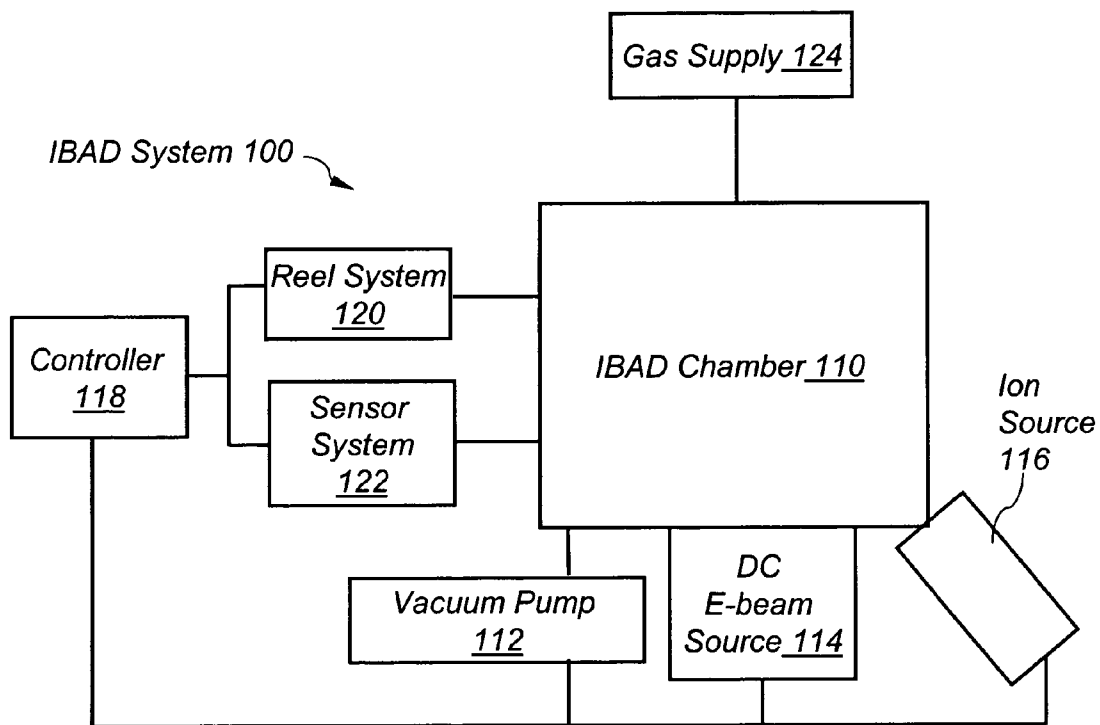 Gas Supply 124
IBAD System 100
Reel System
120
Controller
118
Sensor
System
122
IBAD Chamber 110
Ion
Source
116
Vacuum Pump
112
DC
E-beam
Source 114